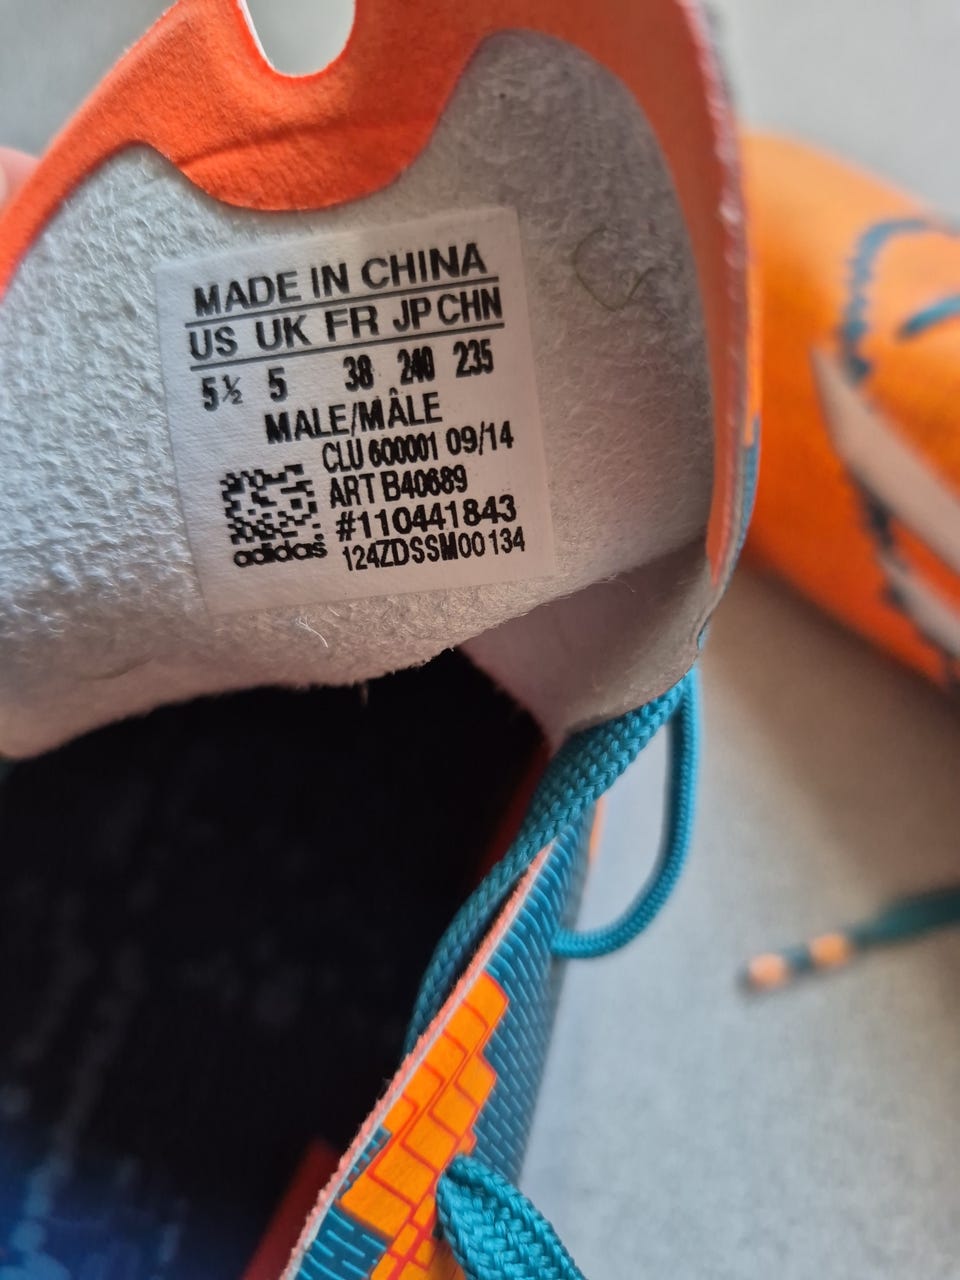 MADE IN CHINA
US UK FR JP CHN
5½ 5 38 240 235
MALE/MÂLE
CLU 600001 09/14
ART B40689
#110441843
adidas 124ZDSSM00134